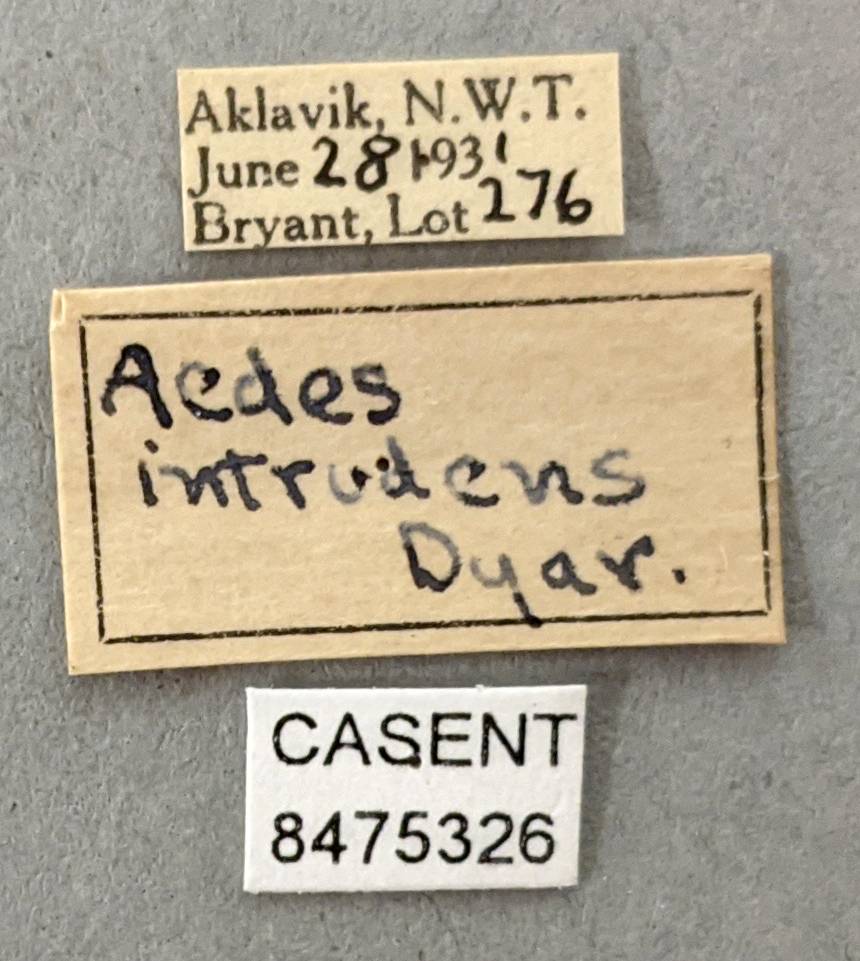 Aklavik, N.W.T.
June 28 1931
Bryant, Lot 276
Aedes
intrudens
Dyar.
CASENT
8475326